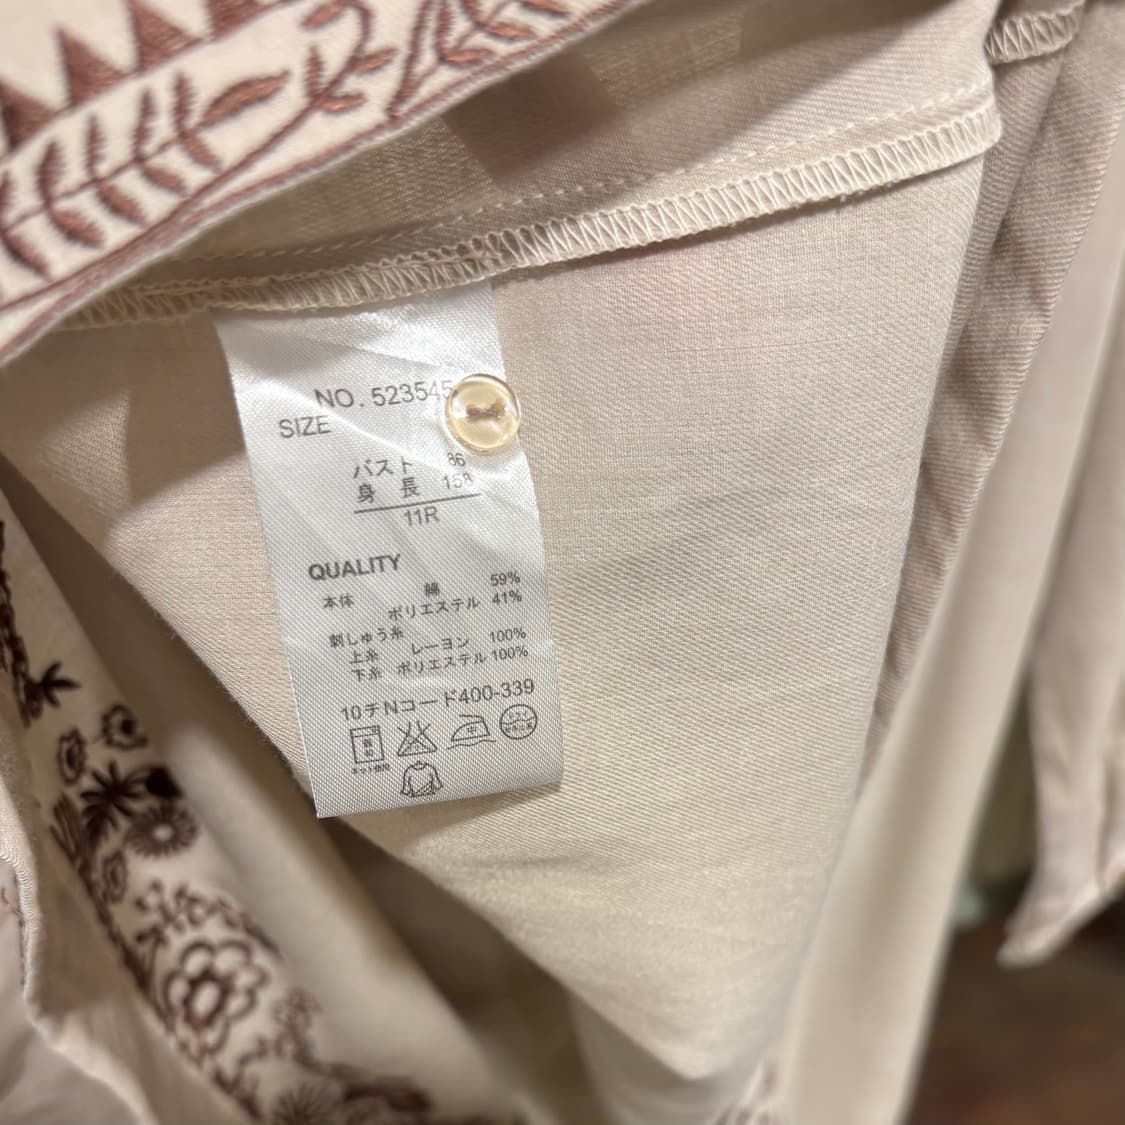 NO. 523545
SIZE
バスト 86
身 長 158
11R
QUALITY
本体 綿 59%
ポリエステル 41%
刺しゅう糸
上糸 レーヨン 100%
下糸 ポリエステル 100%
10チNコード400-339
中